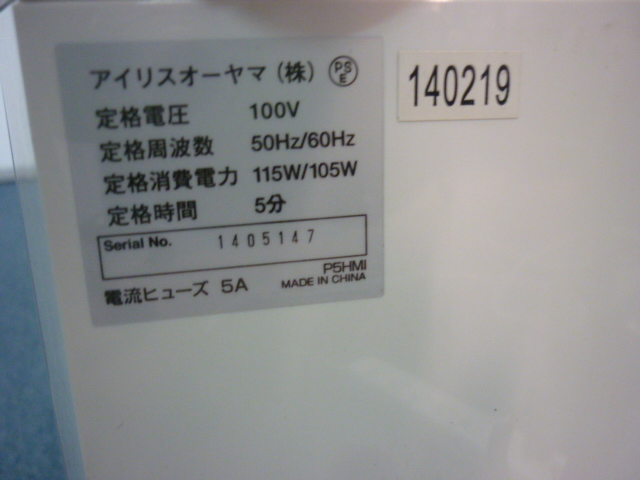 アイリスオーヤマ(株) PSE
140219
定格電圧 100V
定格周波数 50Hz/60Hz
定格消費電力 115W/105W
定格時間 5分
Serial No. 1405147
P5HMI
電流ヒューズ 5A MADE IN CHINA